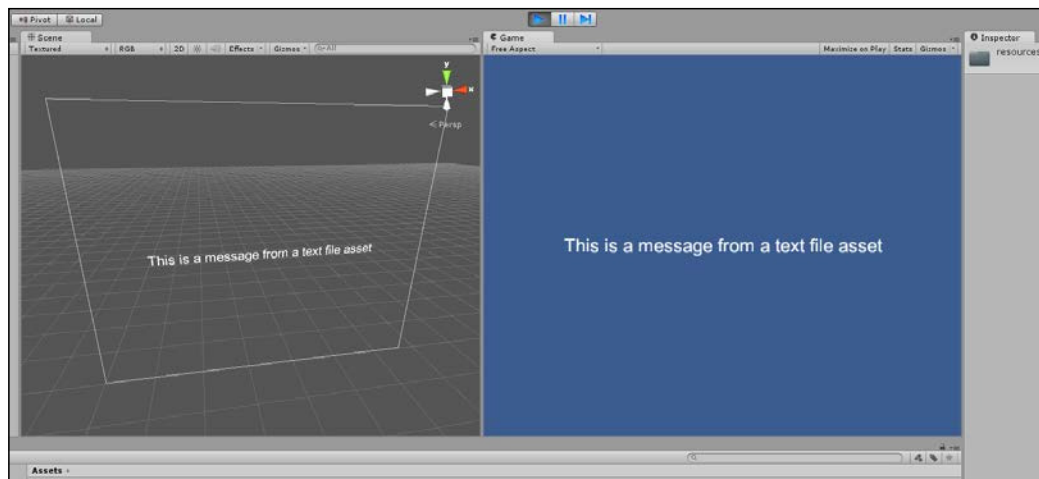 Pivot Local
Scene
Textured RGB 2D Effects Gizmos All
y
x
Persp
This is a message from a text file asset
Game
Free Aspect Maximize on Play Stats Gizmos
This is a message from a text file asset
Inspector
resources
Assets